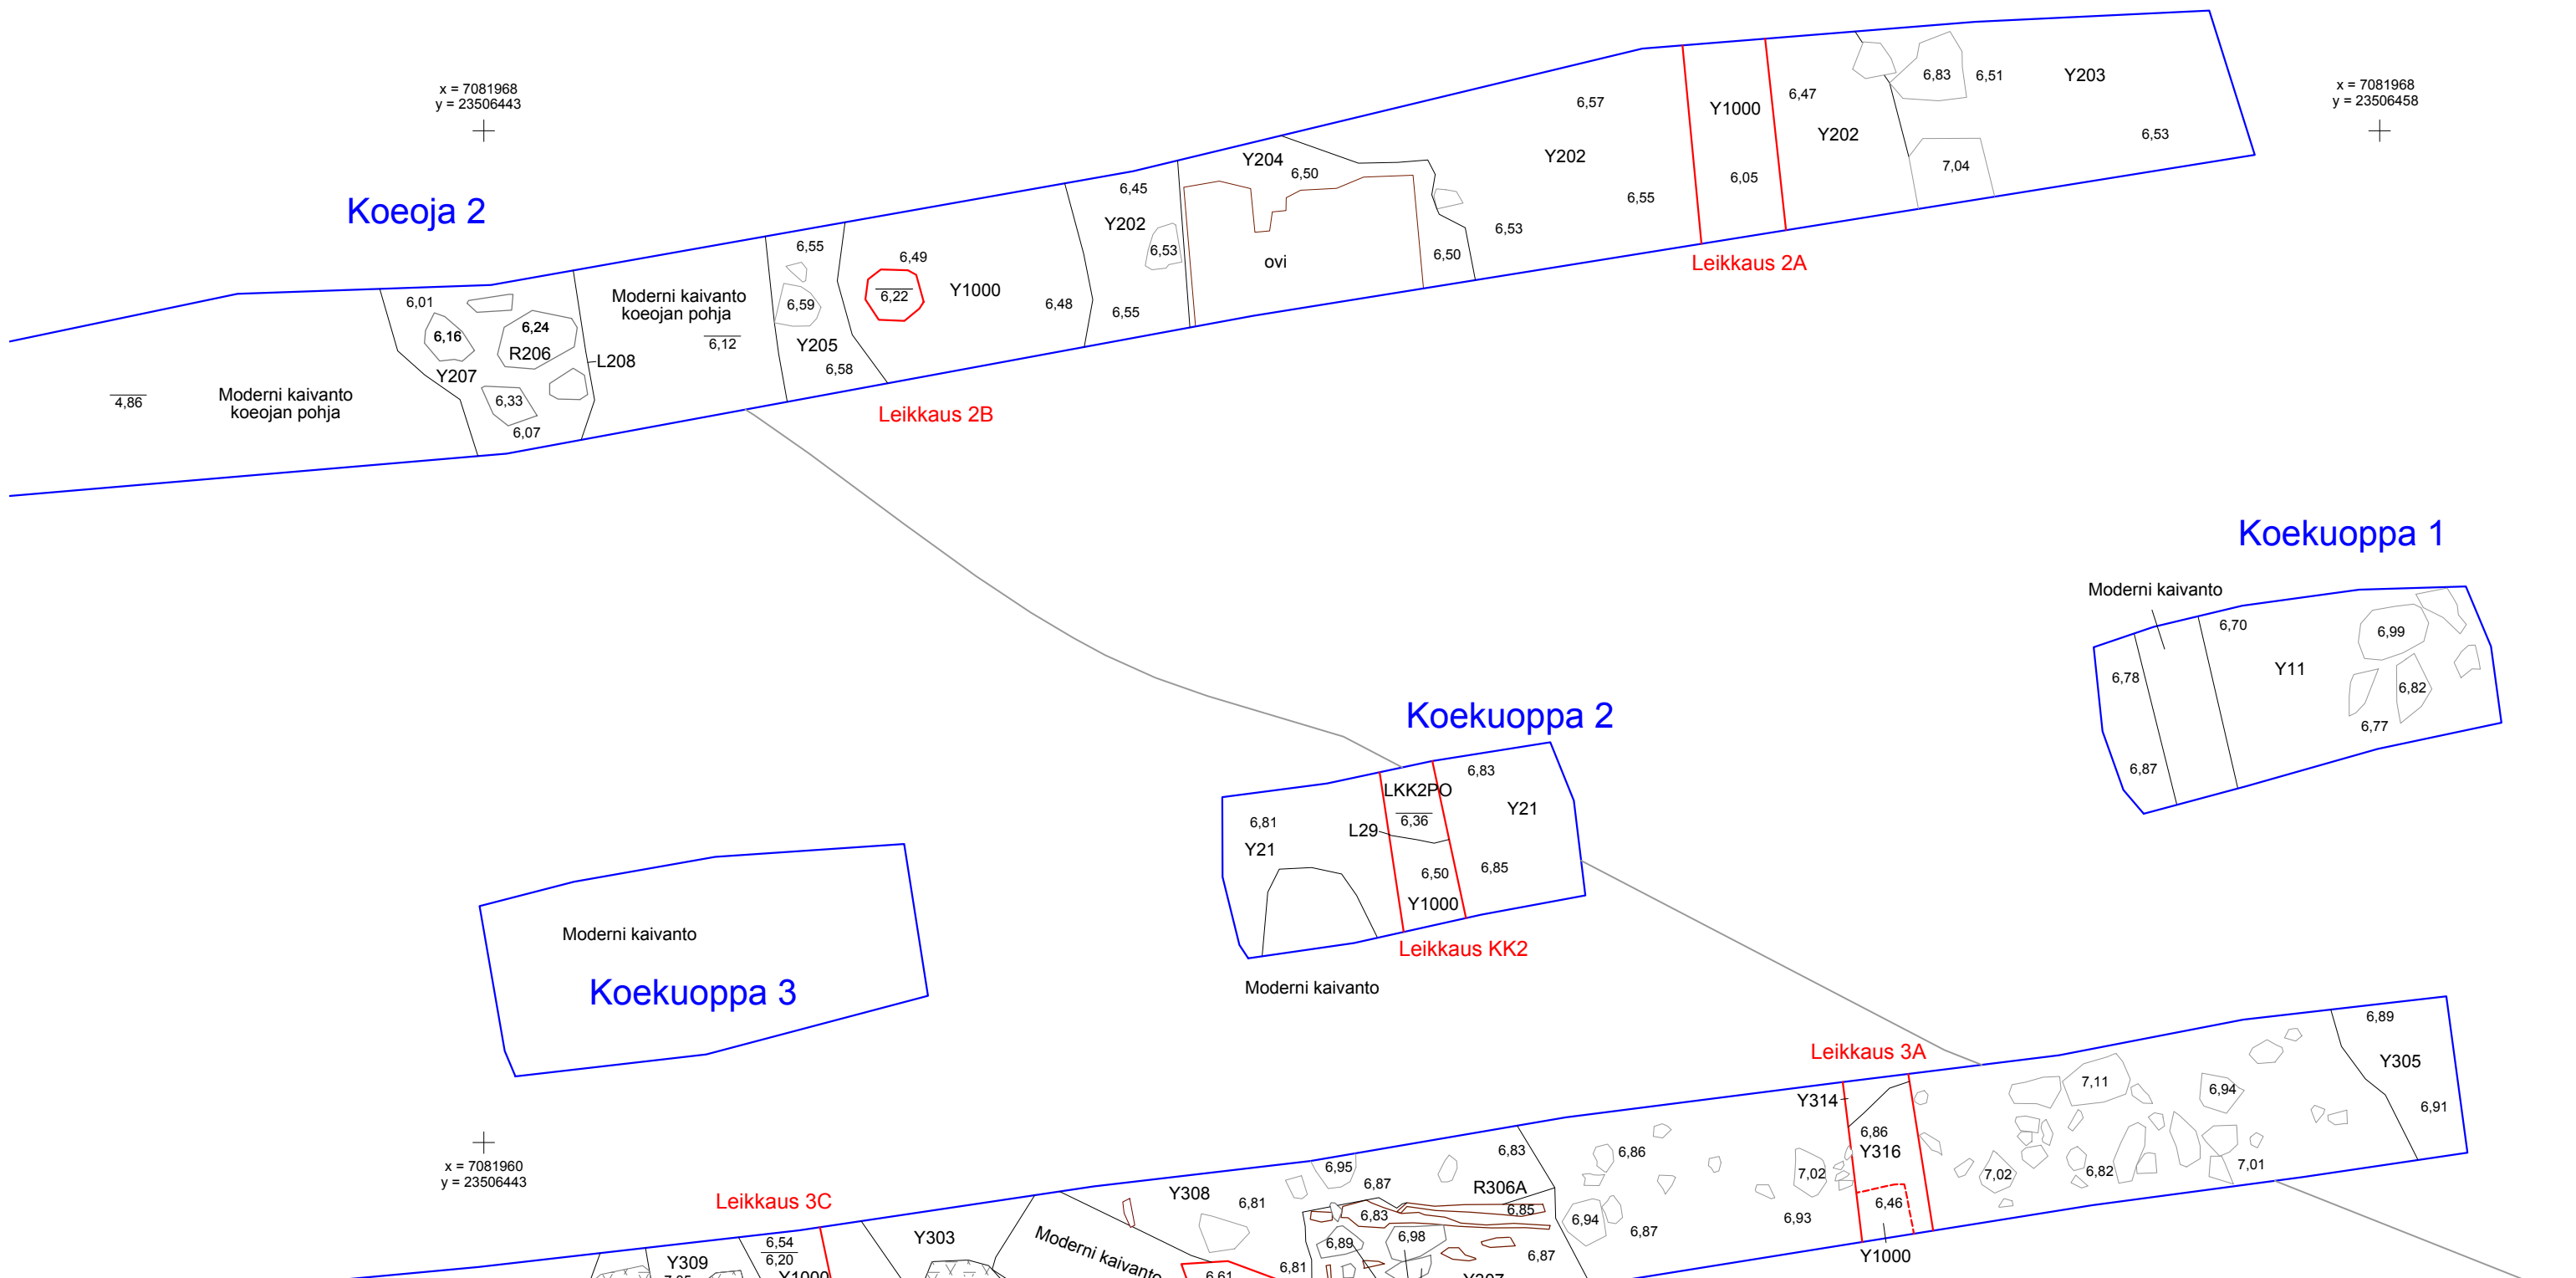 x = 7081968
y = 23506443
x = 7081968
y = 23506458
Koeoja 2
6,57
Y1000
6,47
6,83
6,51
Y203
Y202
6,53
Y202
7,04
6,05
6,55
6,53
Leikkaus 2A
Y204
6,50
6,45
Y202
6,53
ovi
6,50
6,55
6,55
6,49
6,22
Y1000
6,48
6,59
Y205
6,58
Leikkaus 2B
Moderni kaivanto
koeojan pohja
6,12
6,01
6,16
6,24
R206
L208
Y207
6,33
6,07
4,86
Moderni kaivanto
koeojan pohja
Koekuoppa 1
Moderni kaivanto
6,70
6,99
Y11
6,78
6,82
6,77
6,87
Koekuoppa 2
6,83
LKK2PO
6,36
Y21
6,81
L29
Y21
6,50
6,85
Y1000
Leikkaus KK2
Moderni kaivanto
Moderni kaivanto
Koekuoppa 3
x = 7081960
y = 23506443
Leikkaus 3A
6,89
Y305
6,91
7,11
6,94
Y314
6,86
Y316
7,02
6,82
7,01
6,46
Y1000
6,86
7,02
6,93
6,94
6,87
6,83
6,95
6,87
R306A
6,85
Y308
6,81
6,83
6,89
6,98
6,87
6,81
Y307
6,61
Moderni kaivanto
Leikkaus 3C
Y303
6,54
6,20
Y1000
Y309